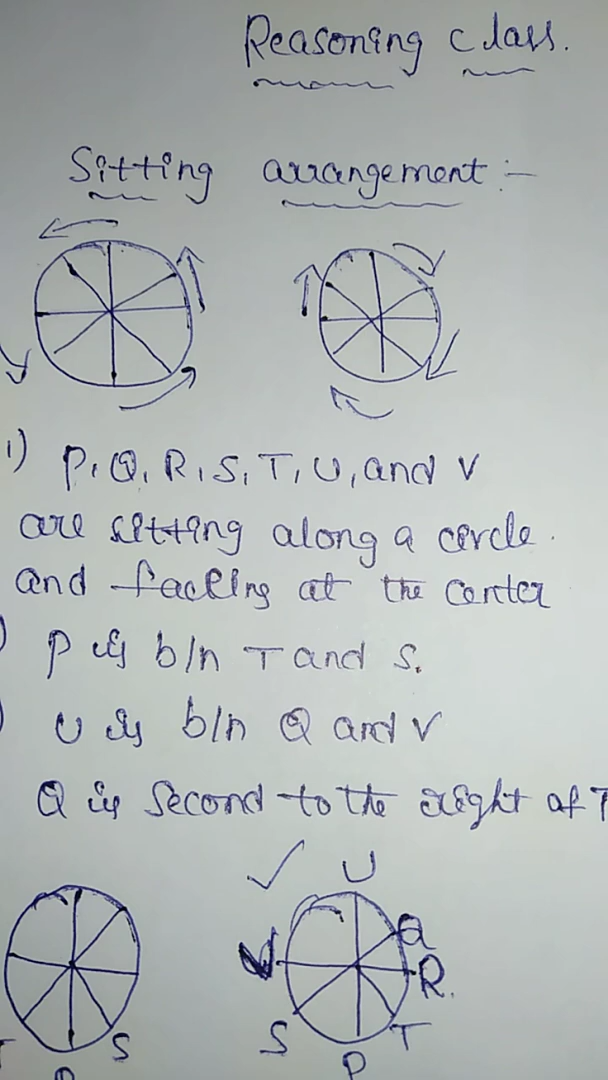 Reasoning class.
Sitting arrangement :-
1) P, Q, R, S, T, U, and V
are sitting along a circle.
and facing at the center
) P is b/n T and S.
) U is b/n Q and V
Q is second to the right of T
U
Q
V
R.
S
T
P
T
P
S